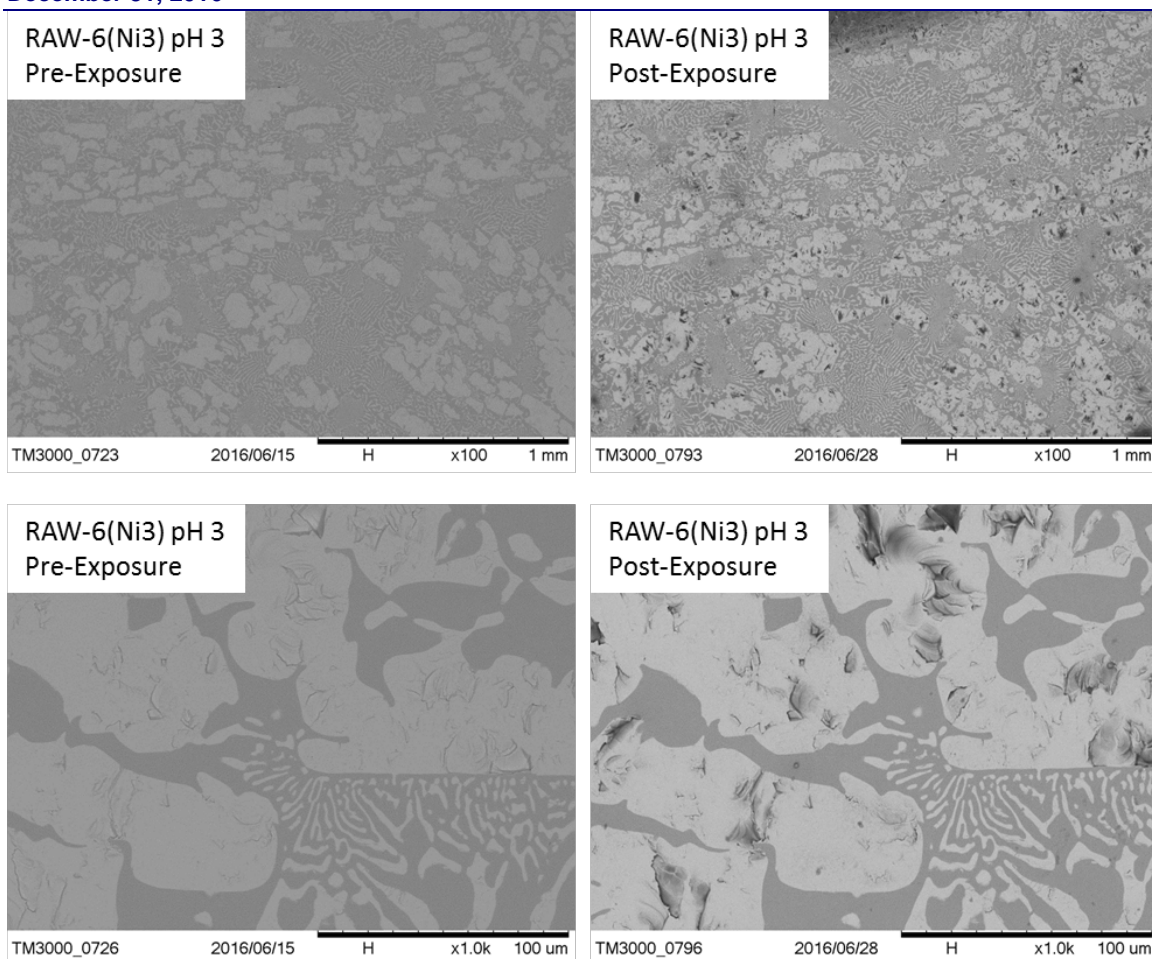 RAW-6(Ni3) pH 3
Pre-Exposure
TM3000_0723 2016/06/15 H x100 1 mm
RAW-6(Ni3) pH 3
Post-Exposure
TM3000_0793 2016/06/28 H x100 1 mm
RAW-6(Ni3) pH 3
Pre-Exposure
TM3000_0726 2016/06/15 H x1.0k 100 um
RAW-6(Ni3) pH 3
Post-Exposure
TM3000_0796 2016/06/28 H x1.0k 100 um